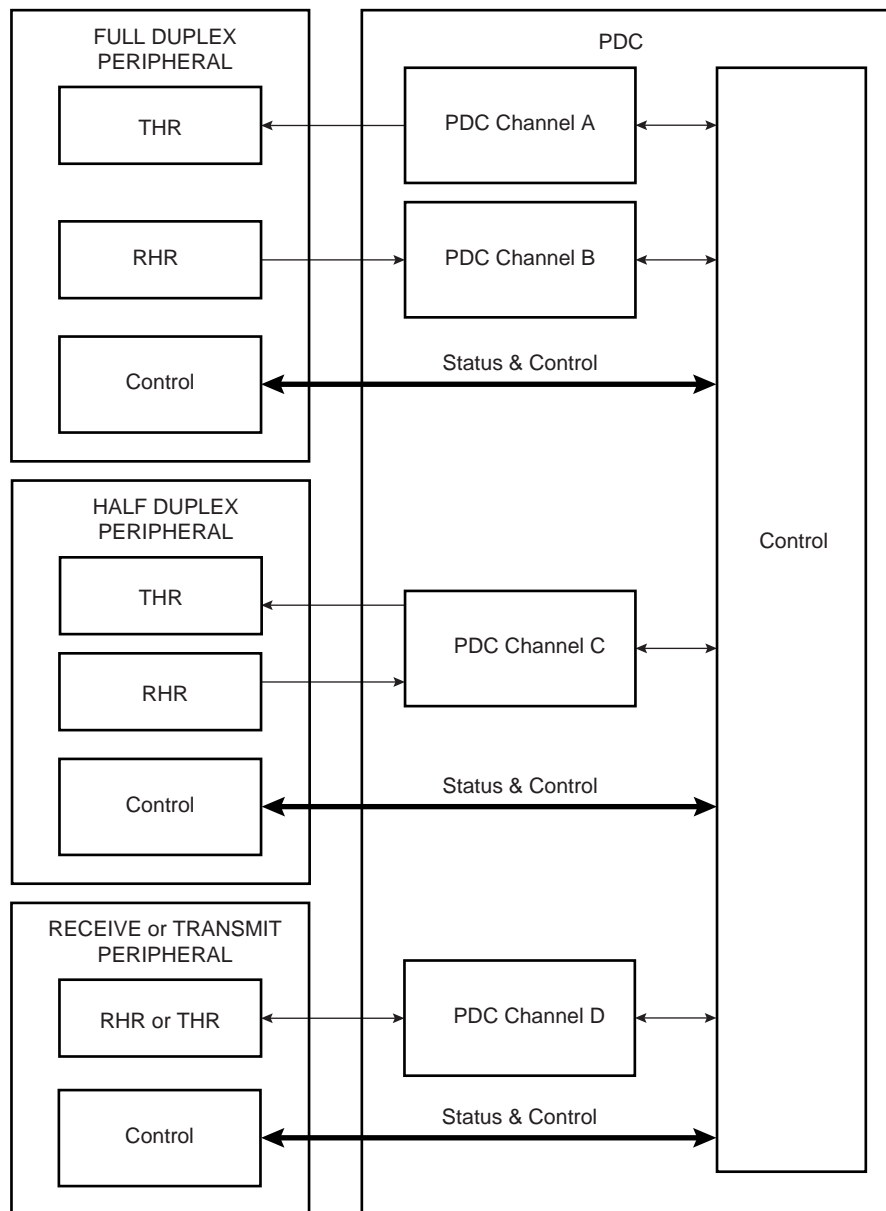 FULL DUPLEX
PERIPHERAL
PDC
THR
PDC Channel A
RHR
PDC Channel B
Control
Status & Control
HALF DUPLEX
PERIPHERAL
Control
THR
PDC Channel C
RHR
Control
Status & Control
RECEIVE or TRANSMIT
PERIPHERAL
RHR or THR
PDC Channel D
Control
Status & Control